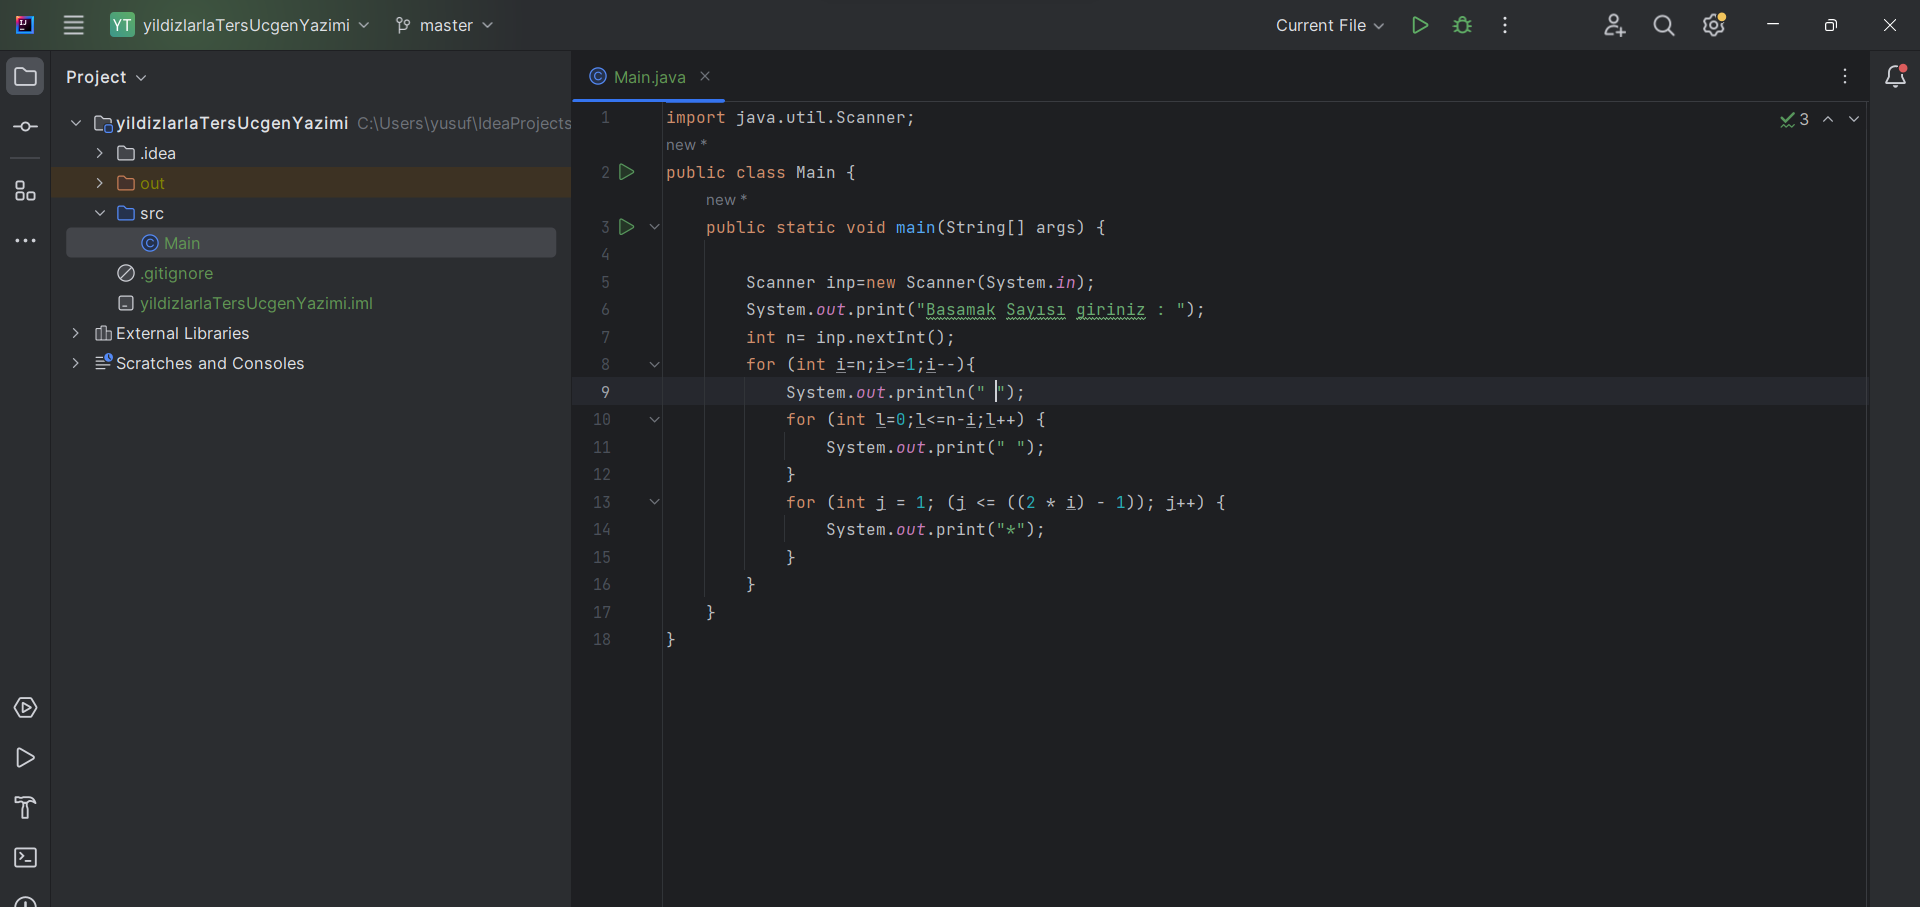 YT yildizlarlaTersUcgenYazimi master Current File
Project
Main.java
yildizlarlaTersUcgenYazimi C:\Users\yusuf\IdeaProjects
.idea
out
src
Main
.gitignore
yildizlarlaTersUcgenYazimi.iml
External Libraries
Scratches and Consoles
3
1 import java.util.Scanner;
new *
2 public class Main {
new *
3 public static void main(String[] args) {
4
5 Scanner inp=new Scanner(System.in);
6 System.out.print("Basamak Sayısı giriniz : ");
7 int n= inp.nextInt();
8 for (int i=n;i>=1;i--){
9 System.out.println(" ");
10 for (int l=0;l<=n-i;l++) {
11 System.out.print(" ");
12 }
13 for (int j = 1; (j <= ((2 * i) - 1)); j++) {
14 System.out.print("*");
15 }
16 }
17 }
18 }